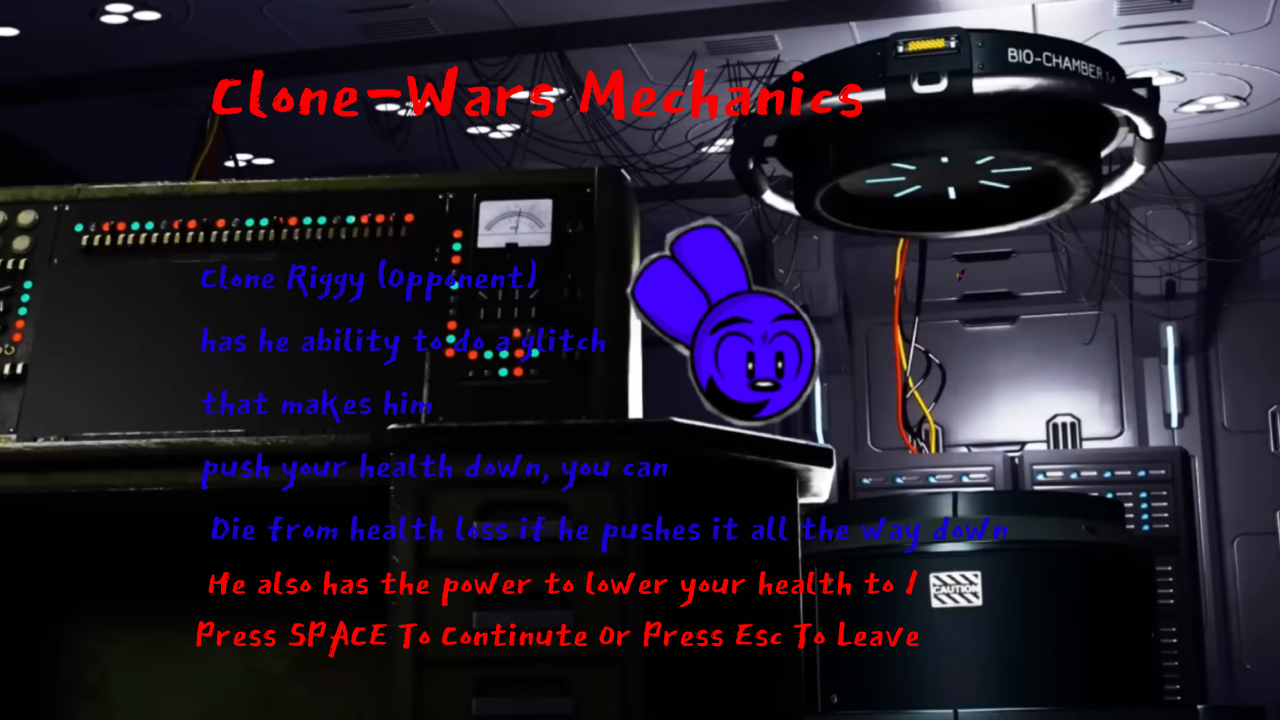 Clone-Wars Mechanics
BIO-CHAMBER 14
Clone Riggy (Opponent)
has he ability to do a glitch
that makes him
push your health down, you can
Die from health loss if he pushes it all the way down
He also has the power to lower your health to 1
CAUTION
Press SPACE To Continute Or Press Esc To Leave